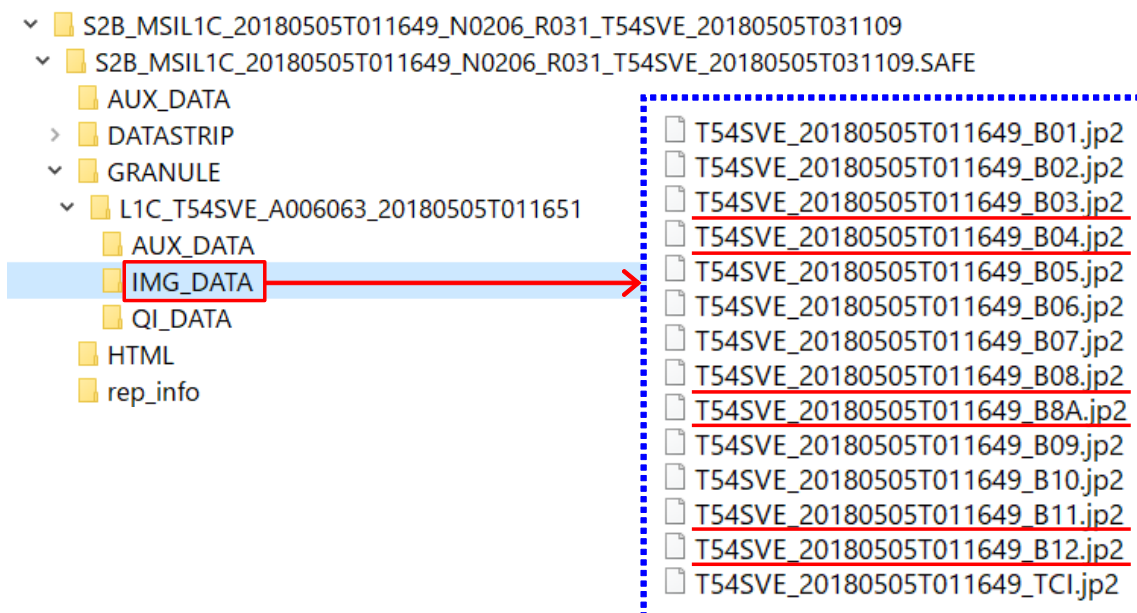 S2B_MSIL1C_20180505T011649_N0206_R031_T54SVE_20180505T031109
S2B_MSIL1C_20180505T011649_N0206_R031_T54SVE_20180505T031109.SAFE
AUX_DATA
DATASTRIP
GRANULE
L1C_T54SVE_A006063_20180505T011651
AUX_DATA
IMG_DATA
QI_DATA
HTML
rep_info
T54SVE_20180505T011649_B01.jp2
T54SVE_20180505T011649_B02.jp2
T54SVE_20180505T011649_B03.jp2
T54SVE_20180505T011649_B04.jp2
T54SVE_20180505T011649_B05.jp2
T54SVE_20180505T011649_B06.jp2
T54SVE_20180505T011649_B07.jp2
T54SVE_20180505T011649_B08.jp2
T54SVE_20180505T011649_B8A.jp2
T54SVE_20180505T011649_B09.jp2
T54SVE_20180505T011649_B10.jp2
T54SVE_20180505T011649_B11.jp2
T54SVE_20180505T011649_B12.jp2
T54SVE_20180505T011649_TCI.jp2